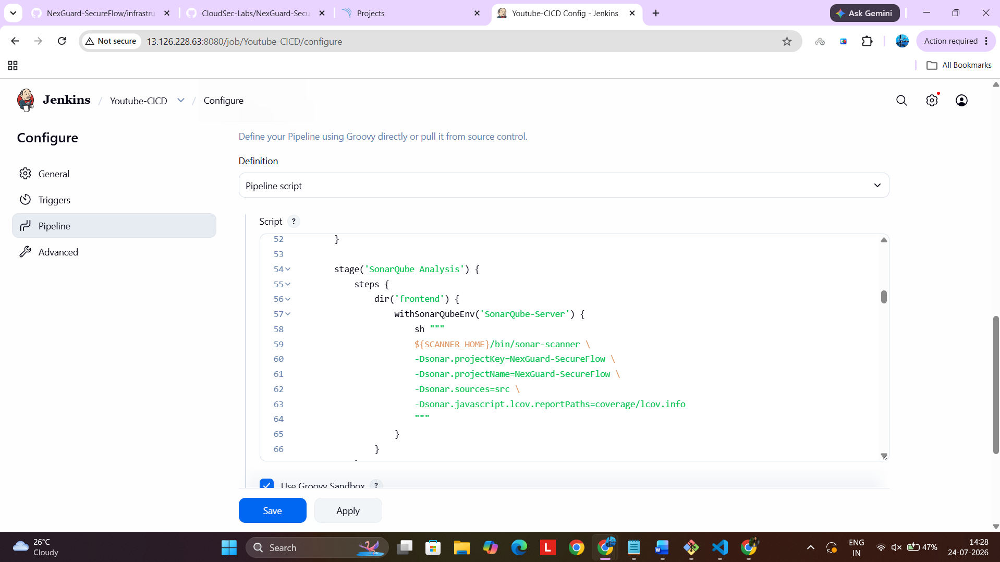 NexGuard-SecureFlow/infrastru
CloudSec-Labs/NexGuard-Secu
Projects
Youtube-CICD Config - Jenkins
Ask Gemini
Not secure
13.126.228.63:8080/job/Youtube-CICD/configure
Action required
All Bookmarks
Jenkins / Youtube-CICD / Configure
Configure
General
Triggers
Pipeline
Advanced
Define your Pipeline using Groovy directly or pull it from source control.
Definition
Pipeline script
Script ?
52 }
53
54 stage('SonarQube Analysis') {
55 steps {
56 dir('frontend') {
57 withSonarQubeEnv('SonarQube-Server') {
58 sh """
59 ${SCANNER_HOME}/bin/sonar-scanner \
60 -Dsonar.projectKey=NexGuard-SecureFlow \
61 -Dsonar.projectName=NexGuard-SecureFlow \
62 -Dsonar.sources=src \
63 -Dsonar.javascript.lcov.reportPaths=coverage/lcov.info
64 """
65 }
66 }
Use Groovy Sandbox ?
Save
Apply
26°C
Cloudy
Search
L
ENG
IN
47%
14:28
24-07-2026